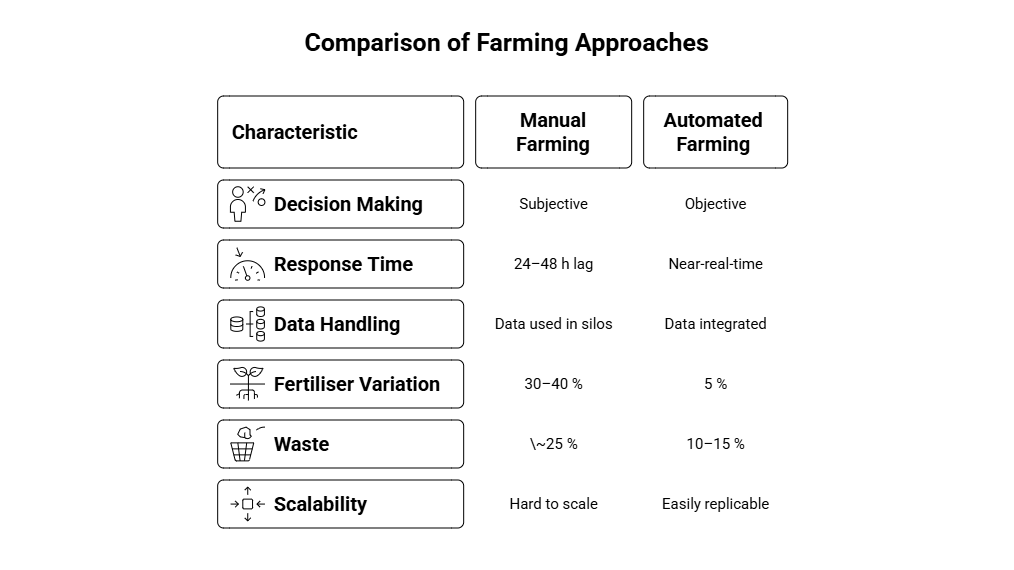 Comparison of Farming Approaches
Characteristic
Manual
Farming
Automated
Farming
Decision Making
Subjective
Objective
Response Time
24–48 h lag
Near-real-time
Data Handling
Data used in silos
Data integrated
Fertiliser Variation
30–40 %
5 %
Waste
\~25 %
10–15 %
Scalability
Hard to scale
Easily replicable